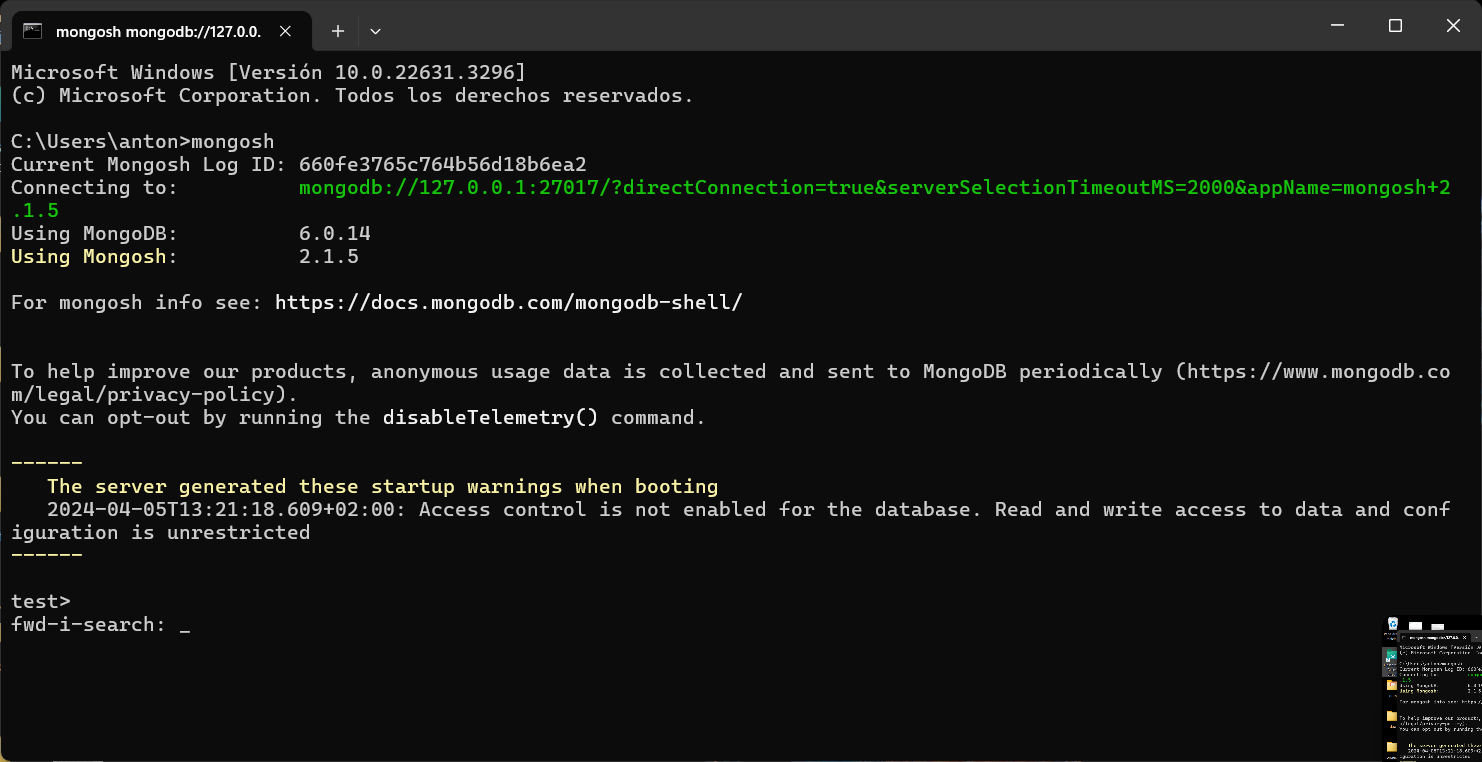 mongosh mongodb://127.0.0.
Microsoft Windows [Versión 10.0.22631.3296]
(c) Microsoft Corporation. Todos los derechos reservados.
C:\Users\anton>mongosh
Current Mongosh Log ID: 660fe3765c764b56d18b6ea2
Connecting to: mongodb://127.0.0.1:27017/?directConnection=true&serverSelectionTimeoutMS=2000&appName=mongosh+2
.1.5
Using MongoDB: 6.0.14
Using Mongosh: 2.1.5
For mongosh info see: https://docs.mongodb.com/mongodb-shell/
To help improve our products, anonymous usage data is collected and sent to MongoDB periodically (https://www.mongodb.co
m/legal/privacy-policy).
You can opt-out by running the disableTelemetry() command.
------
The server generated these startup warnings when booting
2024-04-05T13:21:18.609+02:00: Access control is not enabled for the database. Read and write access to data and conf
iguration is unrestricted
------
test>
fwd-i-search: _